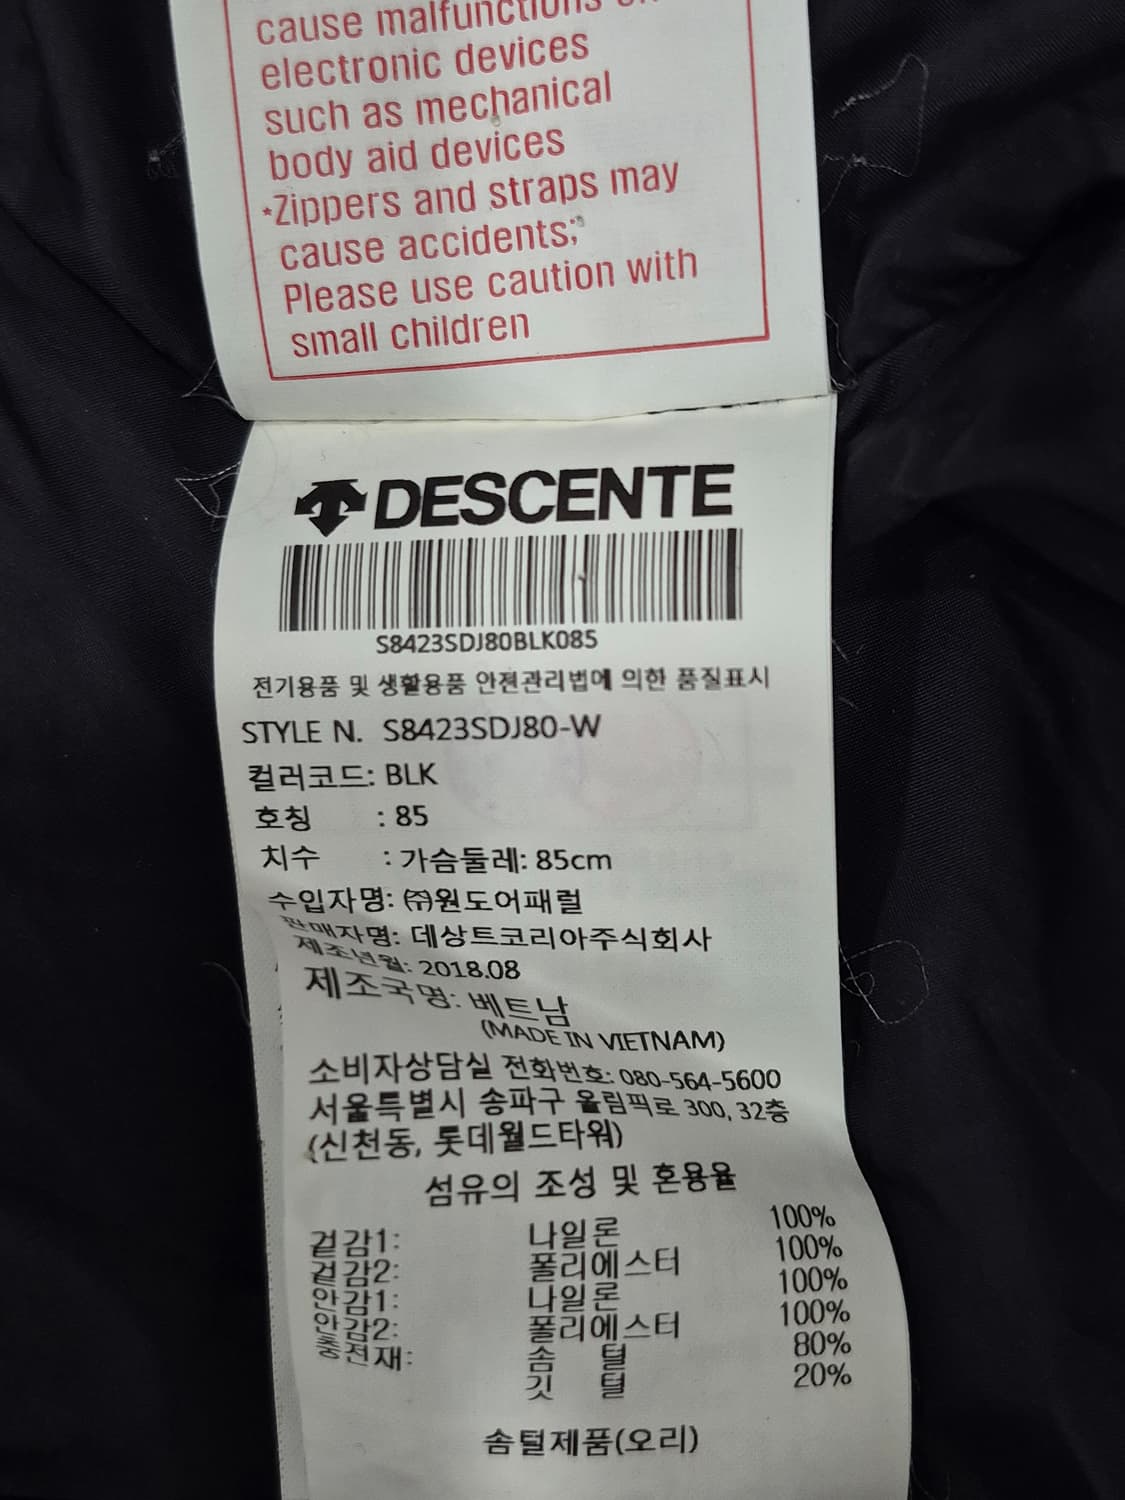 cause malfunctions on
electronic devices
such as mechanical
body aid devices
*Zippers and straps may
cause accidents;
Please use caution with
small children
DESCENTE
S8423SDJ80BLK085
전기용품 및 생활용품 안전관리법에 의한 품질표시
STYLE N. S8423SDJ80-W
컬러코드: BLK
호칭 : 85
치수 : 가슴둘레: 85cm
수입자명: ㈜원도어패럴
판매자명: 데상트코리아주식회사
제조년월: 2018.08
제조국명: 베트남
(MADE IN VIETNAM)
소비자상담실 전화번호: 080-564-5600
서울특별시 송파구 올림픽로 300, 32층
(신천동, 롯데월드타워)
섬유의 조성 및 혼용율
겉감1: 나일론 100%
겉감2: 폴리에스터 100%
안감1: 나일론 100%
안감2: 폴리에스터 100%
충전재: 솜 털 80%
깃 털 20%
솜털제품(오리)